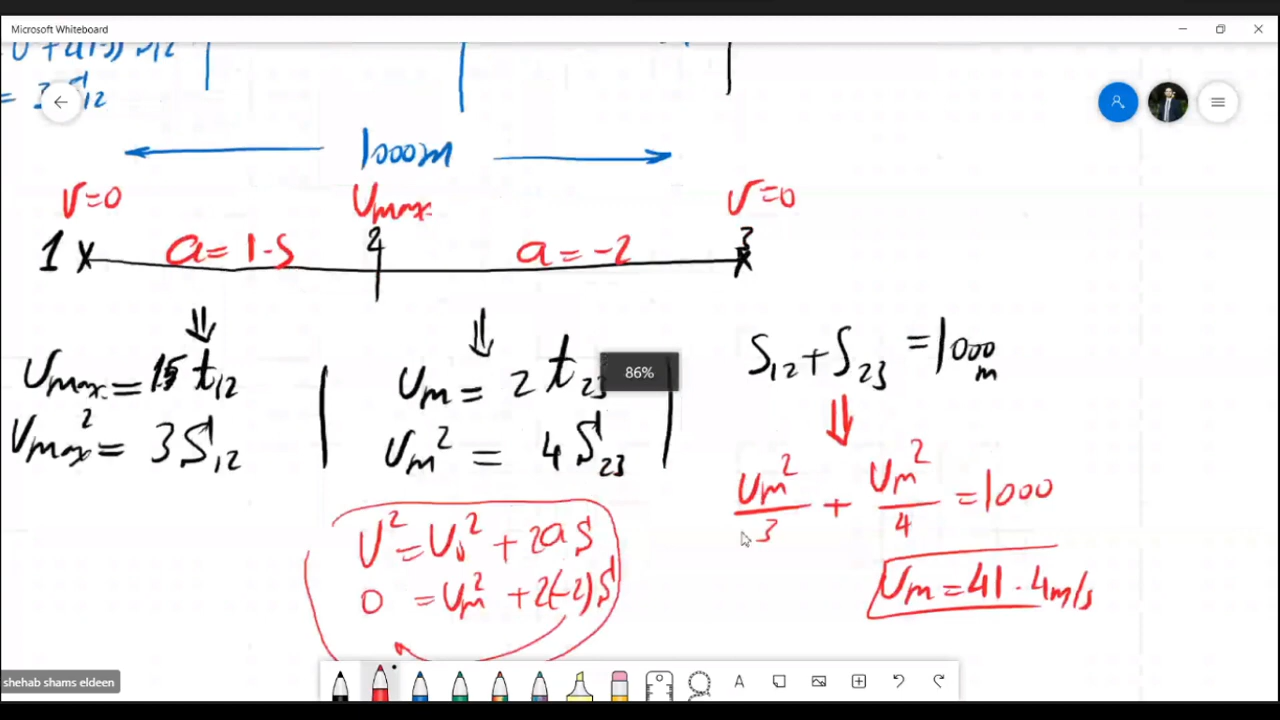 Microsoft Whiteboard
1000m
V=0
Vmax.
V=0
1
a=1.5
2
a=-2
3
Vmax.=15 t12
Vmax²=3S12
Vm=2 t23
Vm²=4S23
86%
S12+S23=1000m
Vm²/3+Vm²/4=1000
V²=V0²+2aS
0=Vm²+2(-2)S
Vm=41.4m/s
shehab shams eldeen